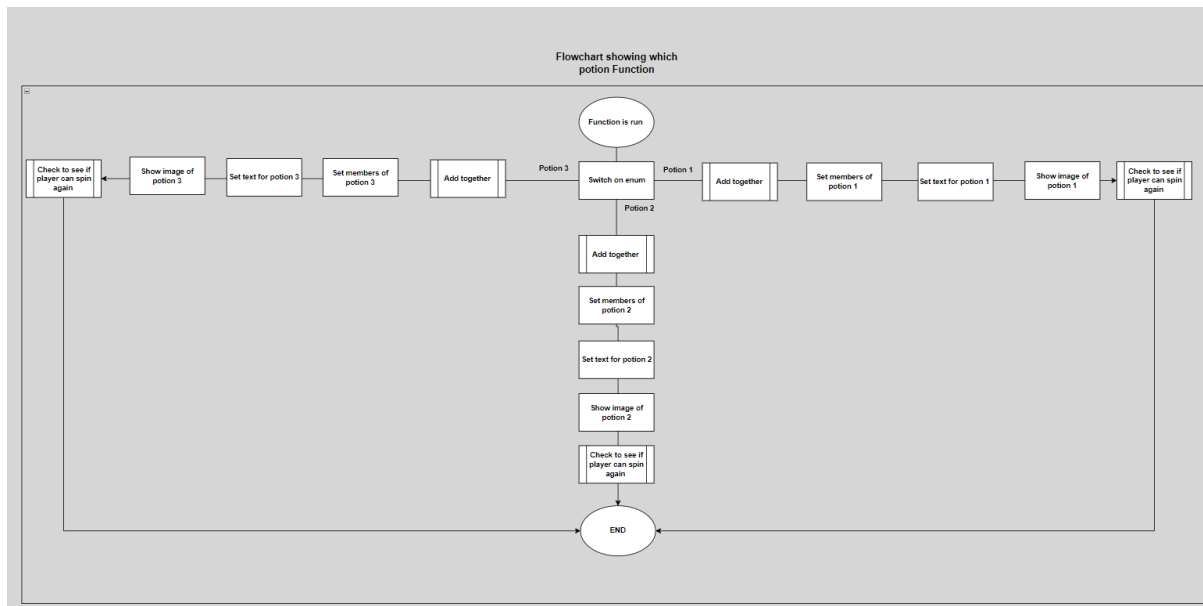 Flowchart showing which
potion Function
Function is run
Check to see if
player can spin
again
Show image of
potion 3
Set text for potion 3
Set members of
potion 3
Add together
Potion 3
Switch on enum
Potion 1
Add together
Set members of
potion 1
Set text for potion 1
Show image of
potion 1
Check to see if
player can spin
again
Potion 2
Add together
Set members of
potion 2
Set text for potion 2
Show image of
potion 2
Check to see if
player can spin
again
END